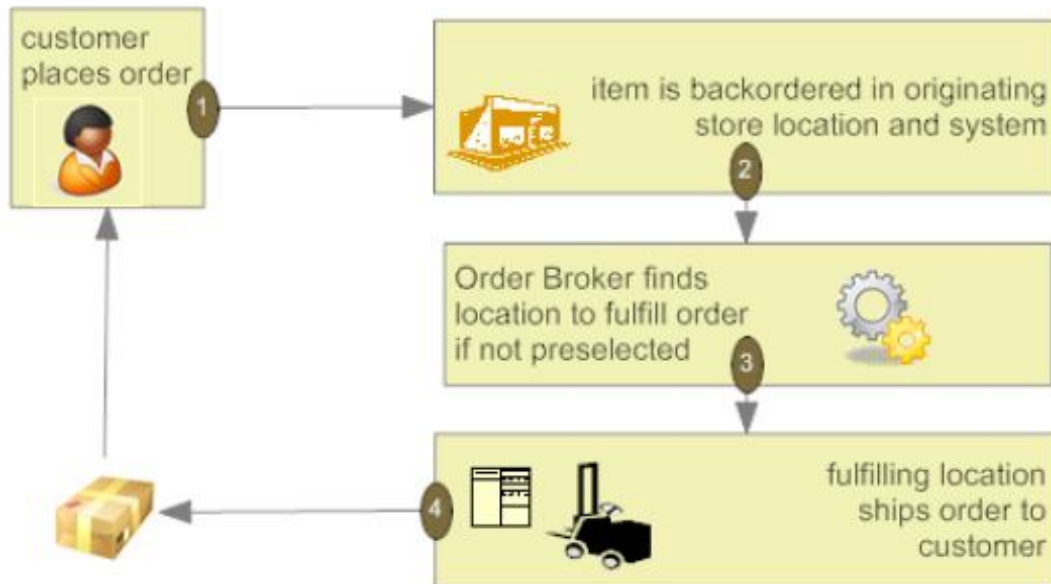 customer
places order
1
item is backordered in originating
store location and system
2
Order Broker finds
location to fulfill order
if not preselected
3
fulfilling location
ships order to
customer
4